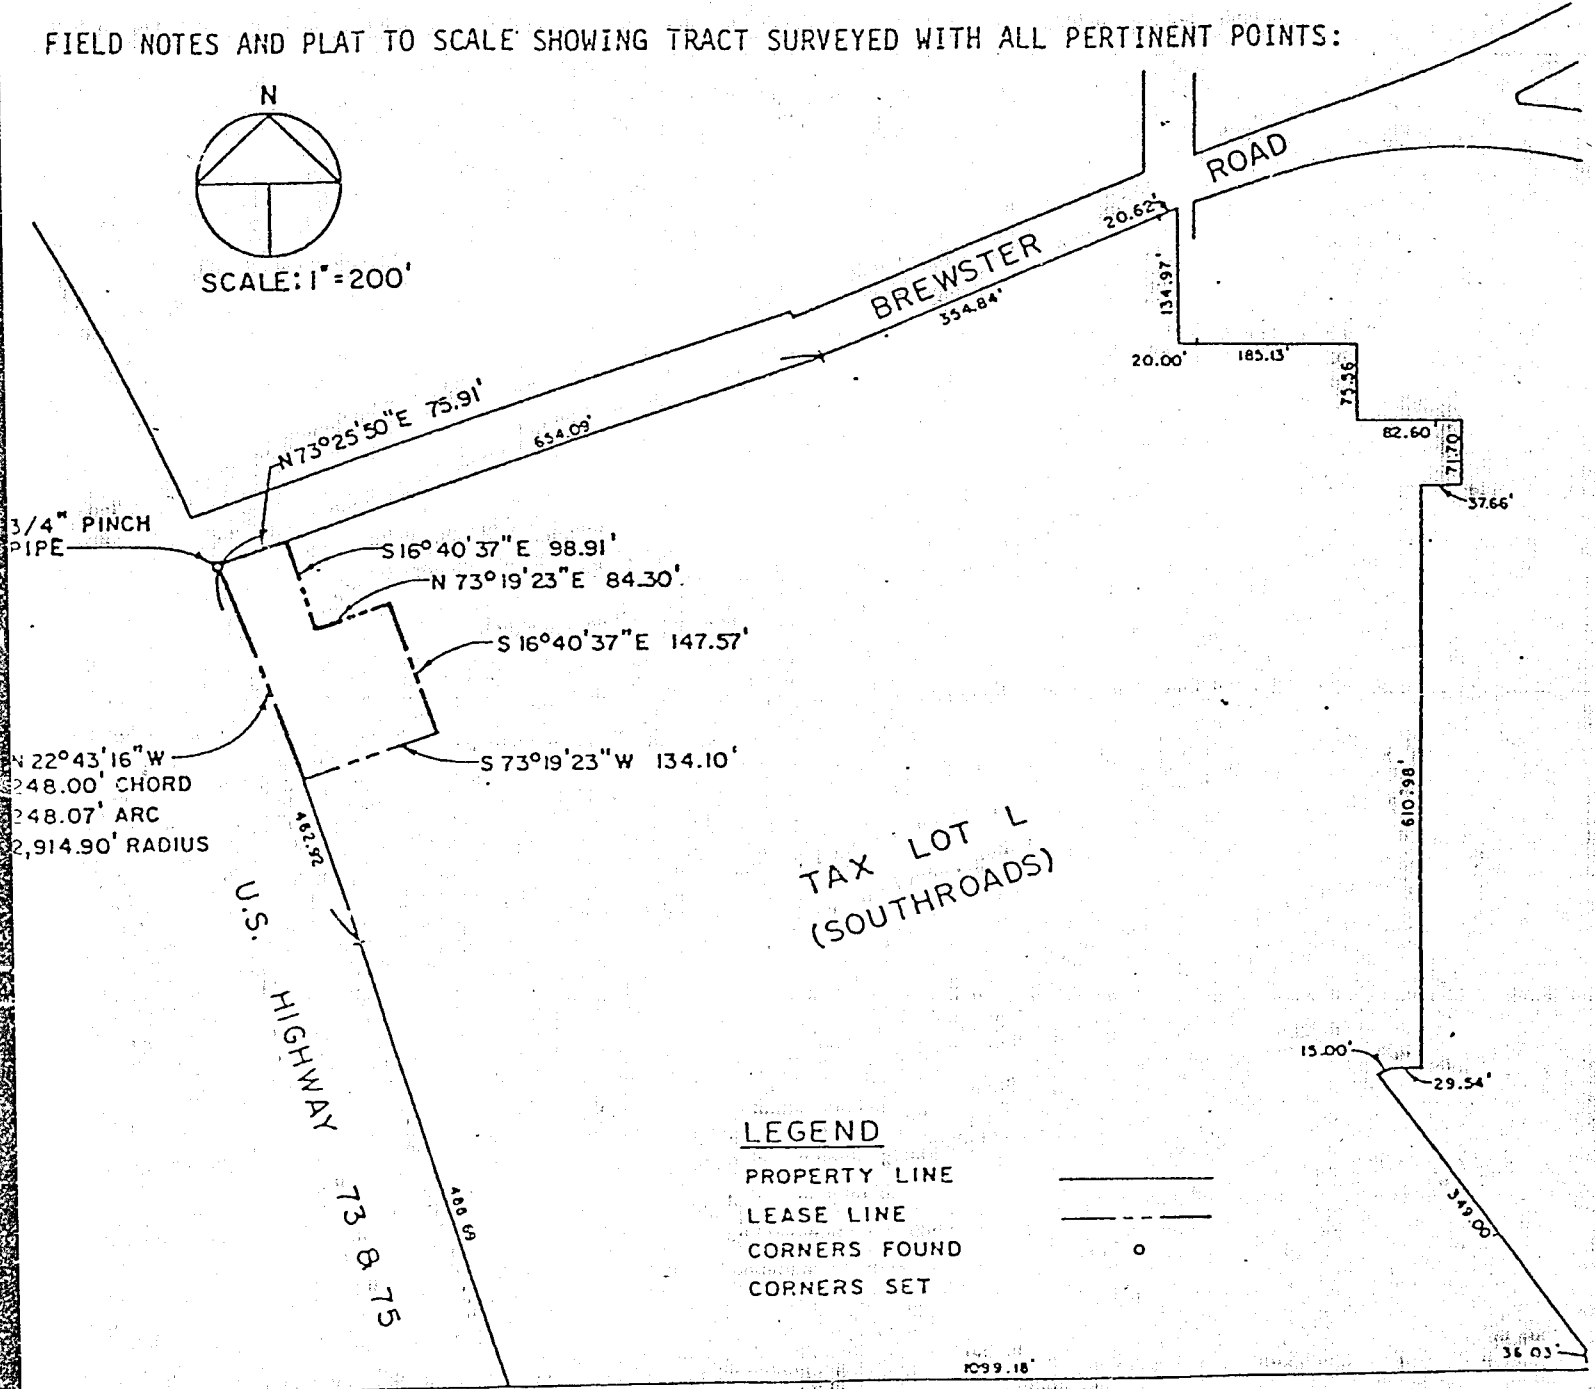 FIELD NOTES AND PLAT TO SCALE SHOWING TRACT SURVEYED WITH ALL PERTINENT POINTS:
N
SCALE: 1"=200'
ROAD
20.62'
BREWSTER
354.84'
134.97'
20.00'
185.13'
75.56
82.60'
71.70
37.66'
N73°25'50"E 75.91'
654.09'
3/4" PINCH
PIPE
S16°40'37"E 98.91'
N 73°19'23"E 84.30'
S 16°40'37"E 147.57'
S 73°19'23"W 134.10'
N 22°43'16"W
248.00' CHORD
248.07' ARC
2,914.90' RADIUS
482.92
610.98'
TAX LOT L
(SOUTHROADS)
U.S. HIGHWAY 73 & 75
15.00'
29.54'
488.69
349.00'
LEGEND
PROPERTY LINE
LEASE LINE
CORNERS FOUND
CORNERS SET
36.03'
1099.18'